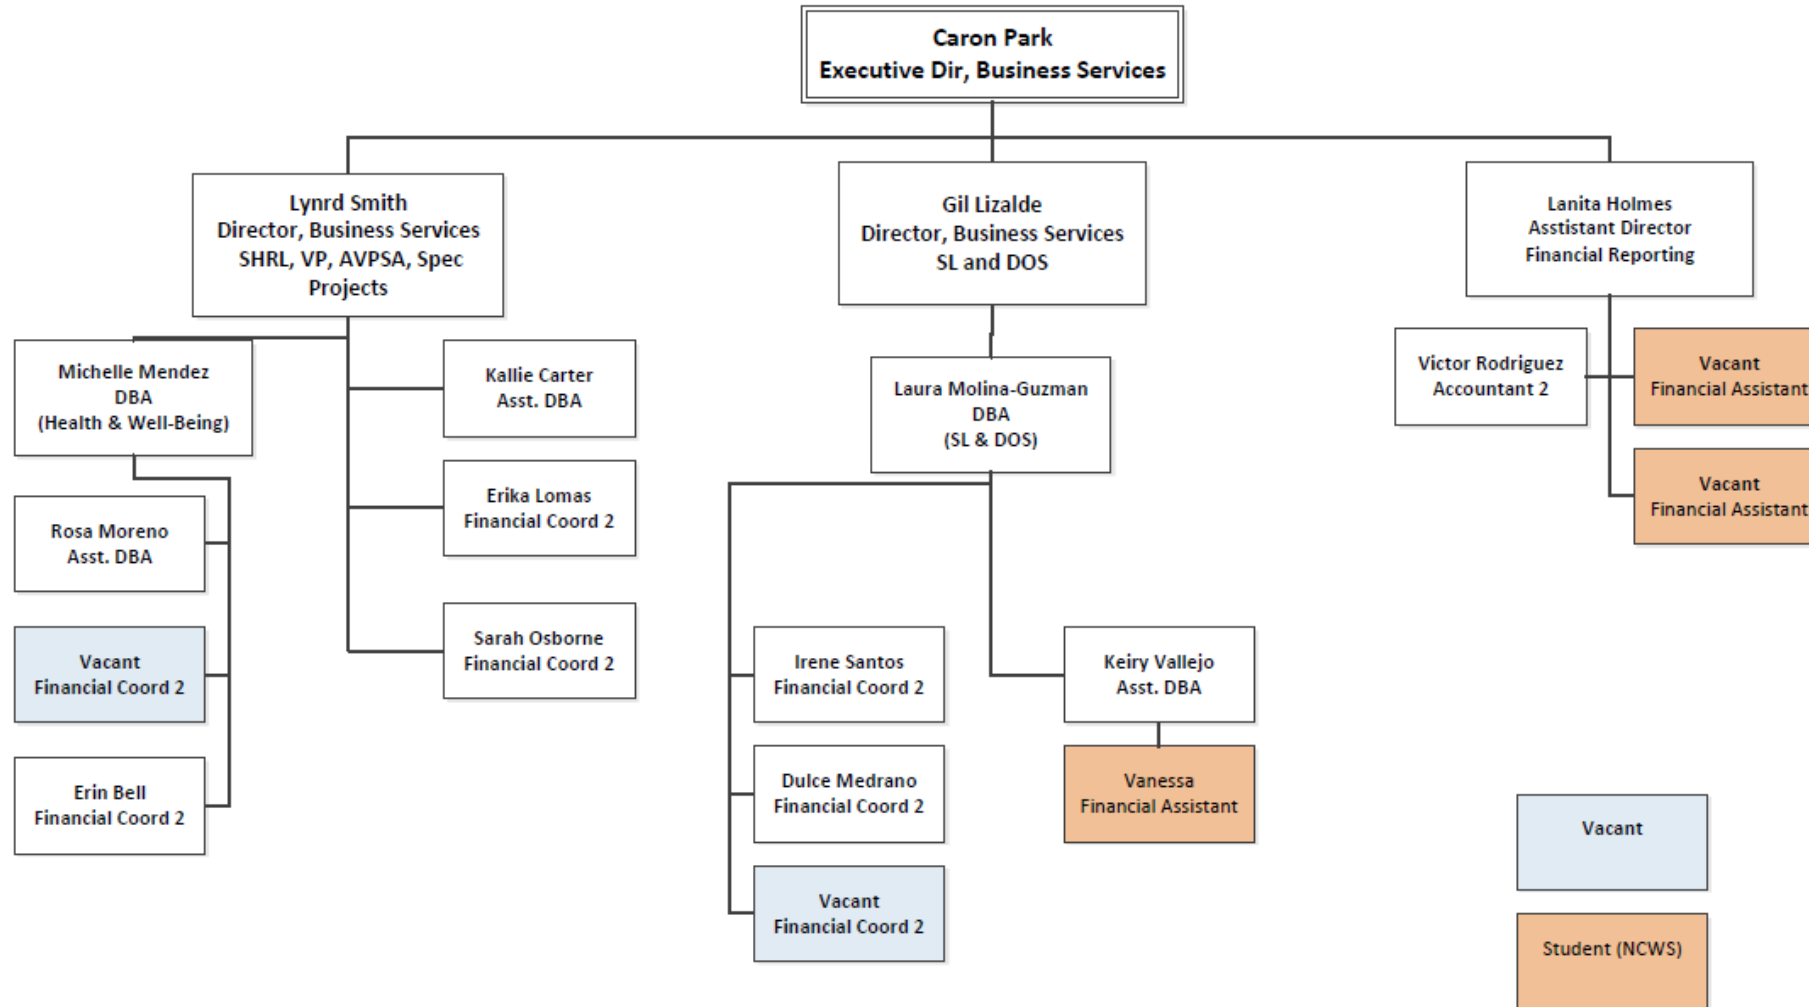 Caron Park
Executive Dir, Business Services
Lynrd Smith
Director, Business Services
SHRL, VP, AVPSA, Spec
Projects
Gil Lizalde
Director, Business Services
SL and DOS
Lanita Holmes
Asstistant Director
Financial Reporting
Michelle Mendez
DBA
(Health & Well-Being)
Kallie Carter
Asst. DBA
Erika Lomas
Financial Coord 2
Sarah Osborne
Financial Coord 2
Rosa Moreno
Asst. DBA
Vacant
Financial Coord 2
Erin Bell
Financial Coord 2
Laura Molina-Guzman
DBA
(SL & DOS)
Irene Santos
Financial Coord 2
Dulce Medrano
Financial Coord 2
Vacant
Financial Coord 2
Keiry Vallejo
Asst. DBA
Vanessa
Financial Assistant
Victor Rodriguez
Accountant 2
Vacant
Financial Assistant
Vacant
Financial Assistant
Vacant
Student (NCWS)